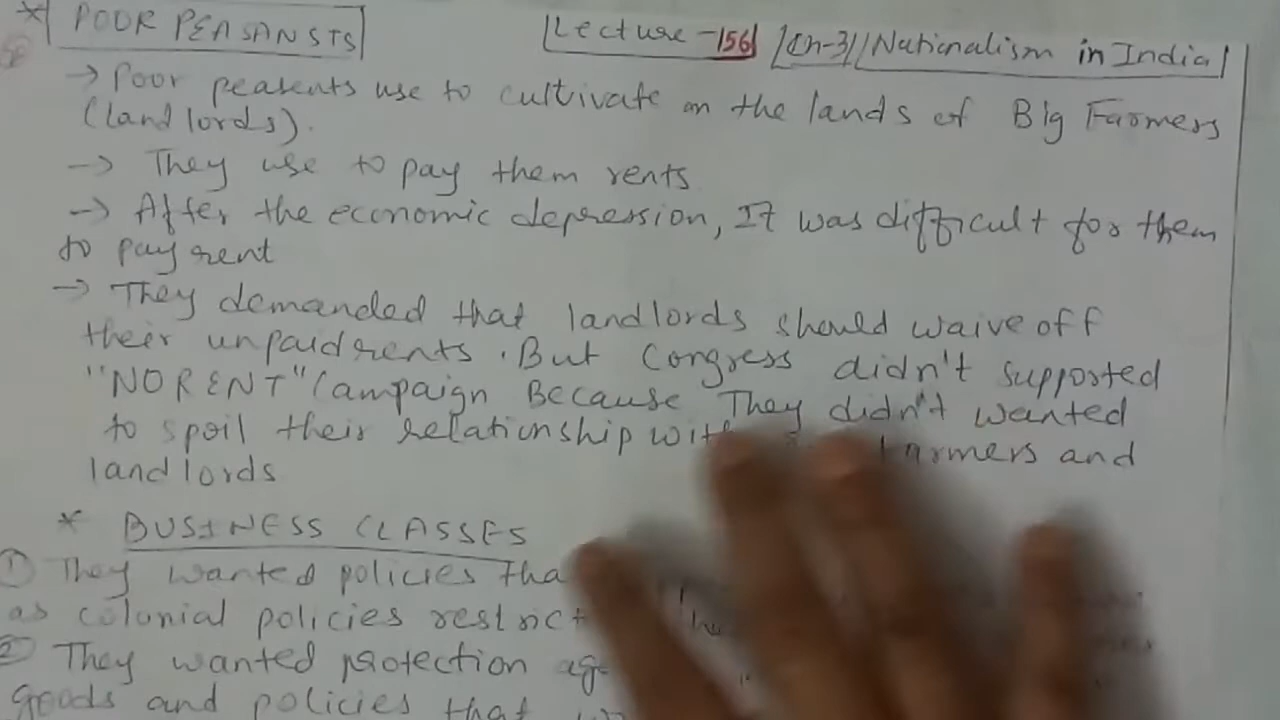 * POOR PEASANSTS
Lecture -156 Ch-3 Nationalism in India
→ Poor peasents use to cultivate on the lands of Big Farmers
(landlords).
→ They use to pay them rents
→ After the economic depression, It was difficult for them
to pay rent
→ They demanded that landlords should waive off
their unpaid rents. But Congress didn't supported
"NO RENT" Campaign Because They didn't wanted
to spoil their relationship with farmers and
landlords
* BUSINESS CLASSES
① They wanted policies
as colonial policies restrict
② They wanted protection
goods and policies that